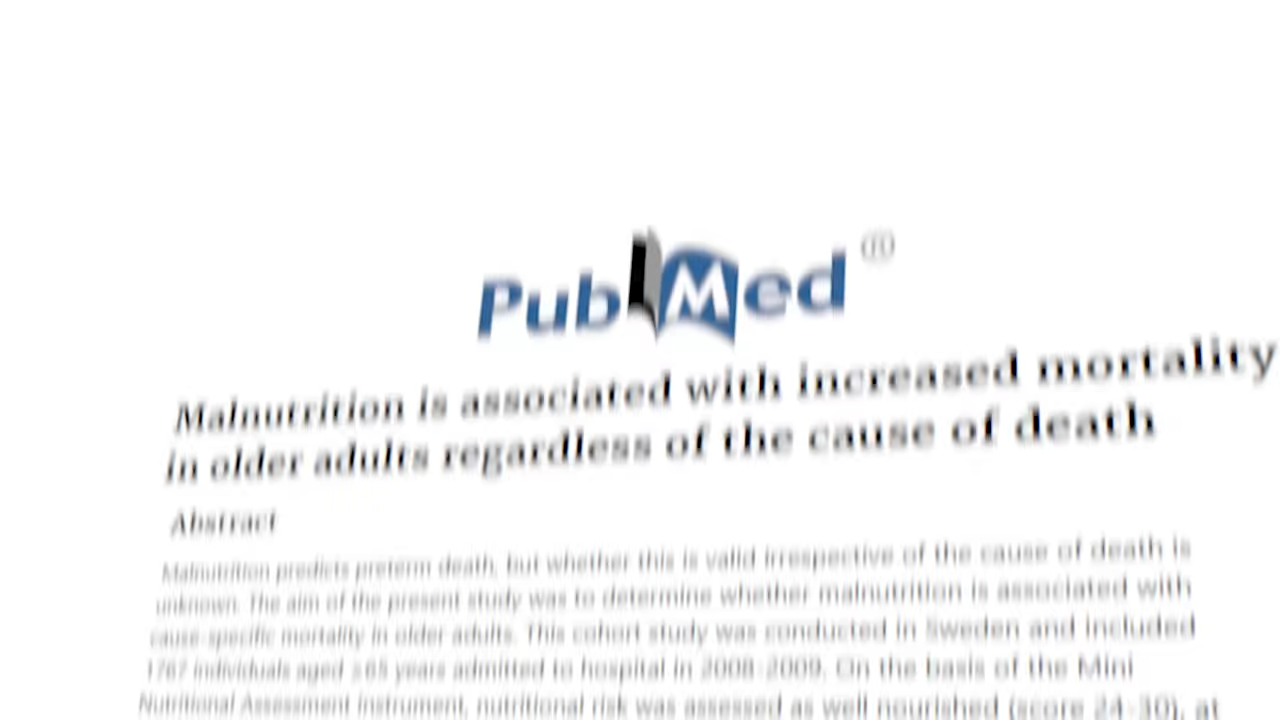 PubMed®
Malnutrition is associated with increased mortality
in older adults regardless of the cause of death
Abstract
Malnutrition predicts preterm death, but whether this is valid irrespective of the cause of death is
unknown. The aim of the present study was to determine whether malnutrition is associated with
cause-specific mortality in older adults. This cohort study was conducted in Sweden and included
1767 individuals aged ≥65 years admitted to hospital in 2008-2009. On the basis of the Mini
Nutritional Assessment instrument, nutritional risk was assessed as well nourished (score 24-30), at